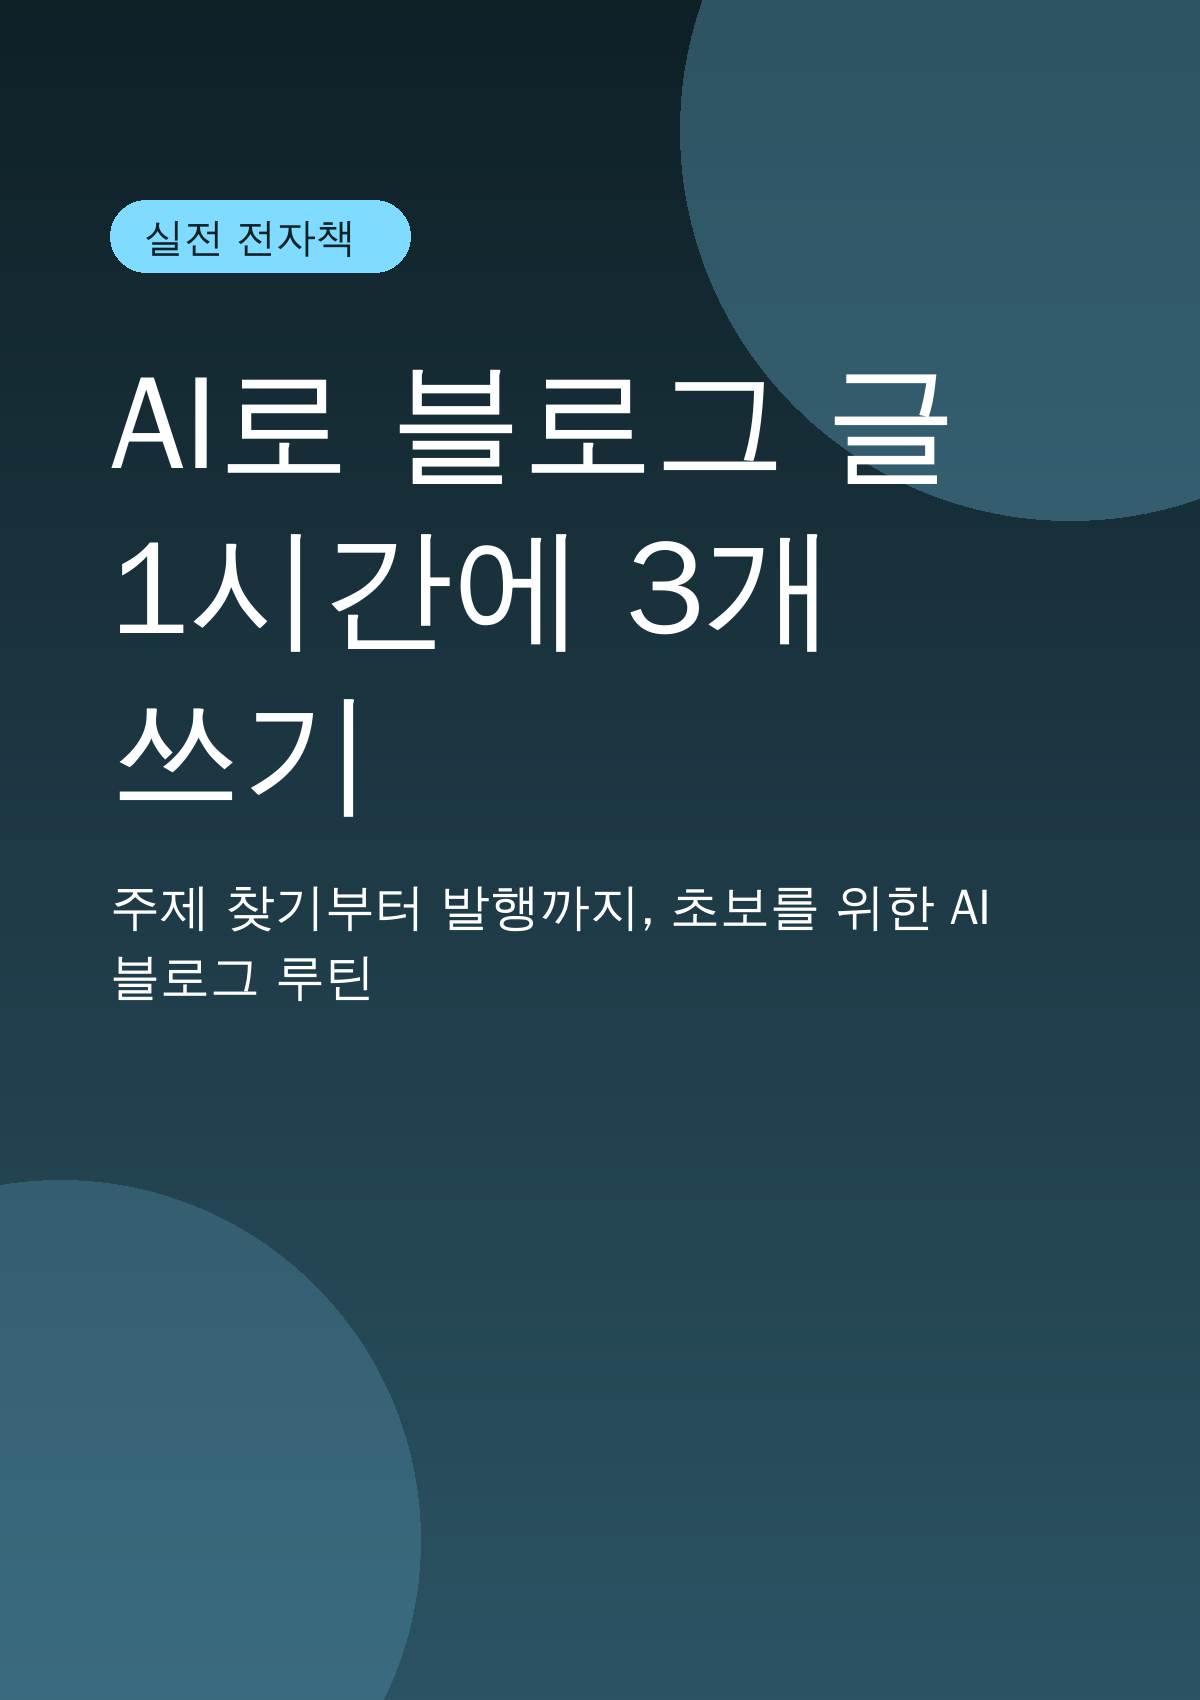 실전 전자책
AI로 블로그 글
1시간에 3개
쓰기
주제 찾기부터 발행까지, 초보를 위한 AI
블로그 루틴